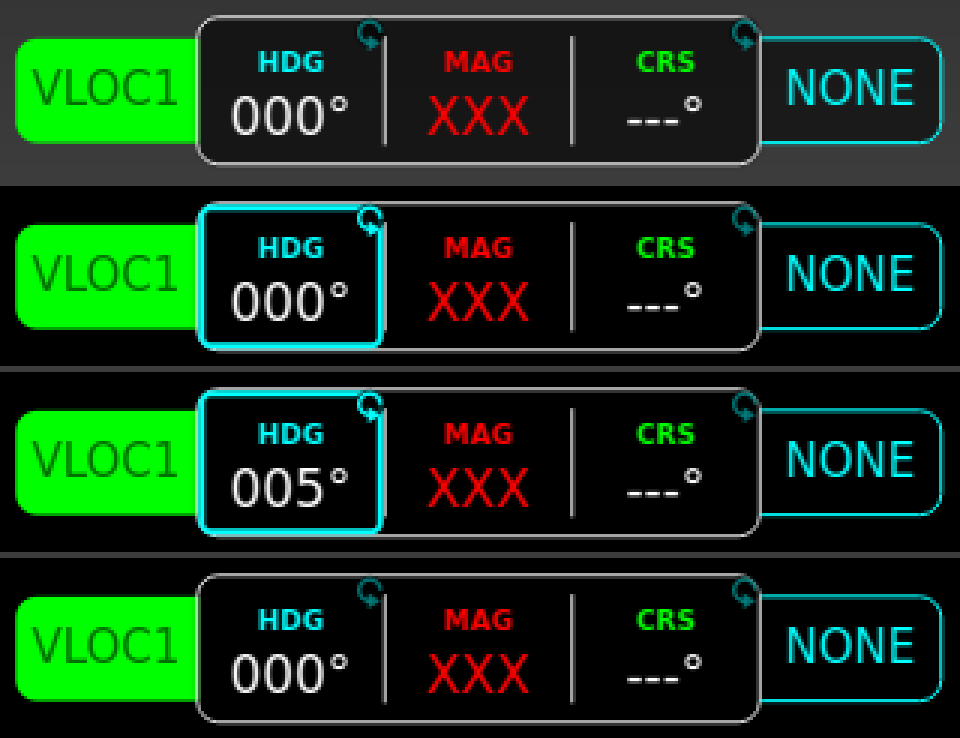 VLOC1 HDG MAG CRS NONE
000° XXX ---°
VLOC1 HDG MAG CRS NONE
000° XXX ---°
VLOC1 HDG MAG CRS NONE
005° XXX ---°
VLOC1 HDG MAG CRS NONE
000° XXX ---°